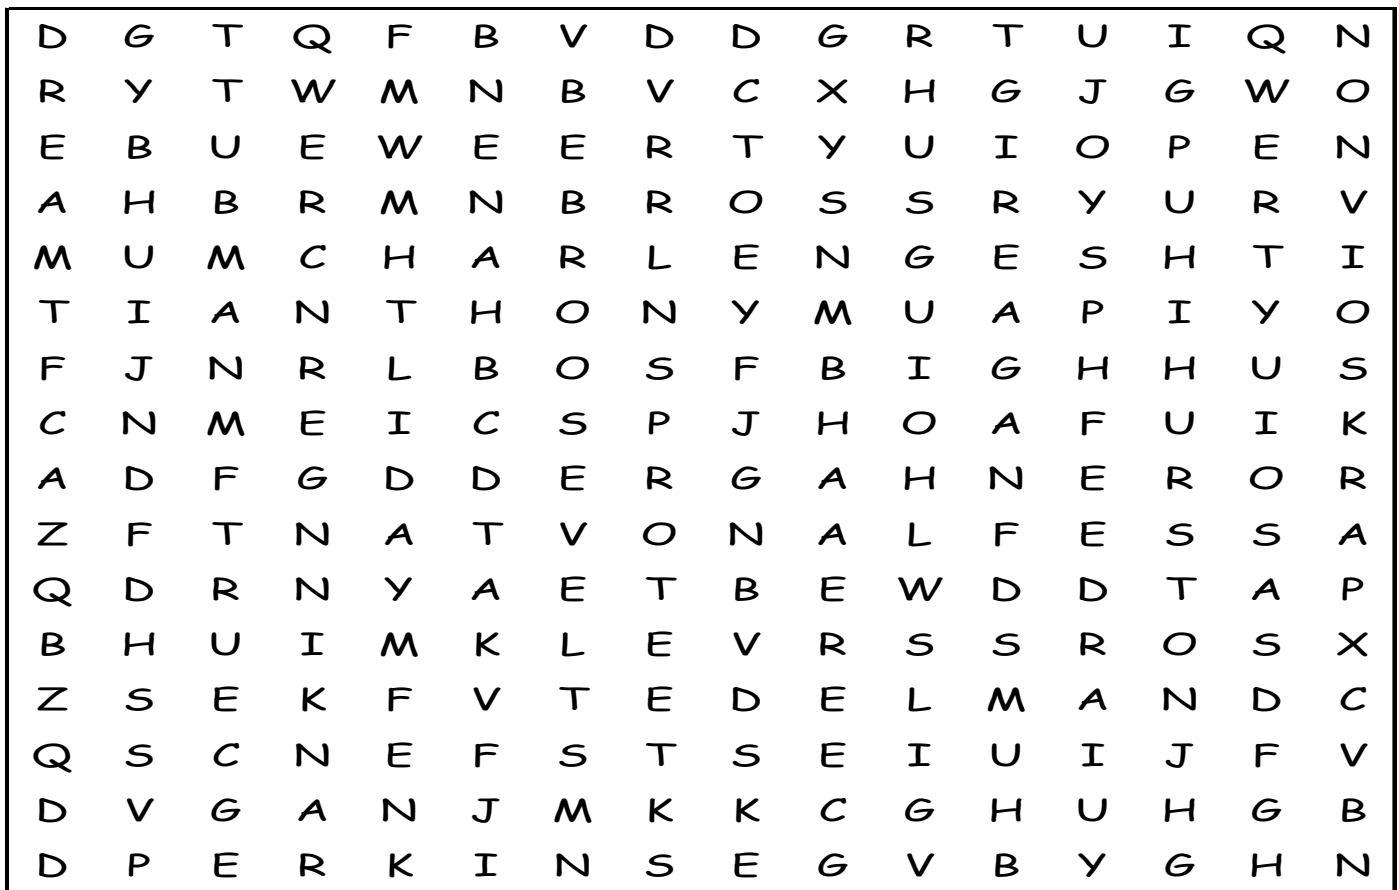 D G T Q F B V D D G R T U I Q N
R Y T W M N B V C X H G J G W O
E B U E W E E R T Y U I O P E N
A H B R M N B R O S S R Y U R V
M U M C H A R L E N G E S H T I
T I A N T H O N Y M U A P I Y O
F J N R L B O S F B I G H H U S
C N M E I C S P J H O A F U I K
A D F G D D E R G A H N E R O R
Z F T N A T V O N A L F E S S A
Q D R N Y A E T B E W D D T A P
B H U I M K L E V R S S R O S X
Z S E K F V T E D E L M A N D C
Q S C N E F S T S E I U I J F V
D V G A N J M K K C G H U H G B
D P E R K I N S E G V B Y G H N